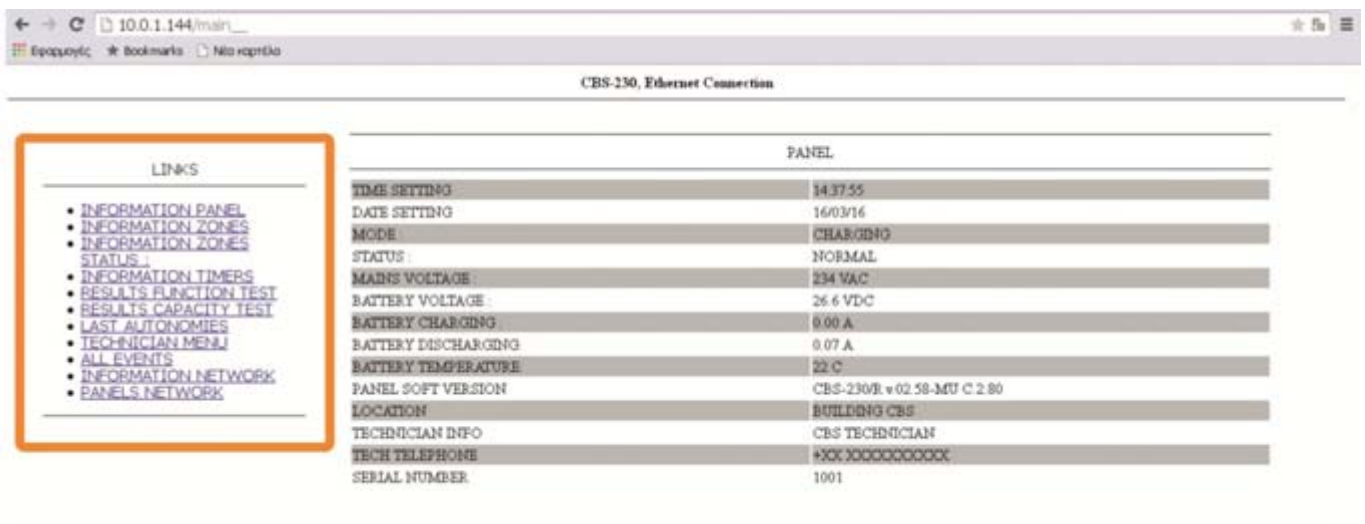 10.0.1.144/main__
Εφαρμογές Bookmarks Νέα καρτέλα
CBS-230, Ethernet Connection
LINKS
INFORMATION PANEL
INFORMATION ZONES
INFORMATION ZONES
STATUS :
INFORMATION TIMERS
RESULTS FUNCTION TEST
RESULTS CAPACITY TEST
LAST AUTONOMIES
TECHNICIAN MENU
ALL EVENTS
INFORMATION NETWORK
PANELS NETWORK
PANEL
TIME SETTING 14:37:55
DATE SETTING 16/03/16
MODE : CHARGING
STATUS : NORMAL
MAINS VOLTAGE : 234 VAC
BATTERY VOLTAGE : 26.6 VDC
BATTERY CHARGING : 0.00 A
BATTERY DISCHARGING 0.07 A
BATTERY TEMPERATURE 22 C
PANEL SOFT VERSION CBS-230/R v.02.58-MU C 2.80
LOCATION BUILDING CBS
TECHNICIAN INFO CBS TECHNICIAN
TECH TELEPHONE +XX XXXXXXXXXXX
SERIAL NUMBER 1001